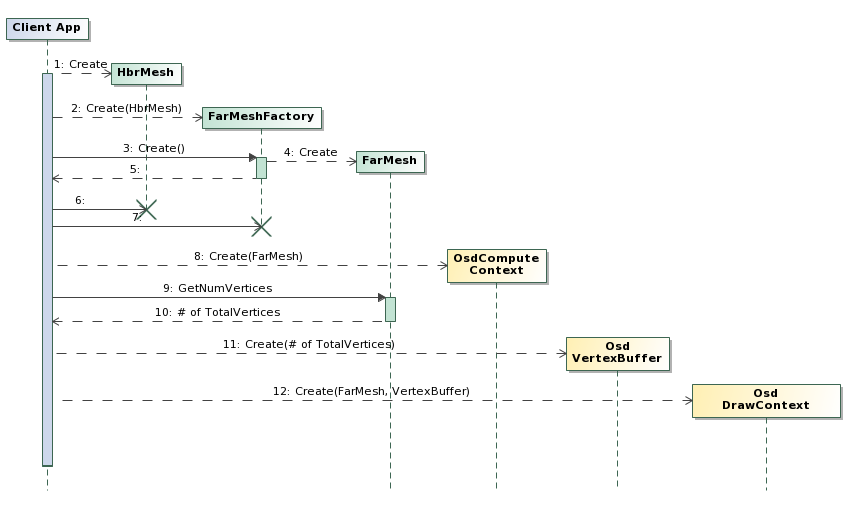 Client App
1: Create
HbrMesh
2: Create(HbrMesh)
FarMeshFactory
3: Create()
4: Create
FarMesh
5:
6:
7:
8: Create(FarMesh)
OsdCompute
Context
9: GetNumVertices
10: # of TotalVertices
11: Create(# of TotalVertices)
Osd
VertexBuffer
12: Create(FarMesh, VertexBuffer)
Osd
DrawContext